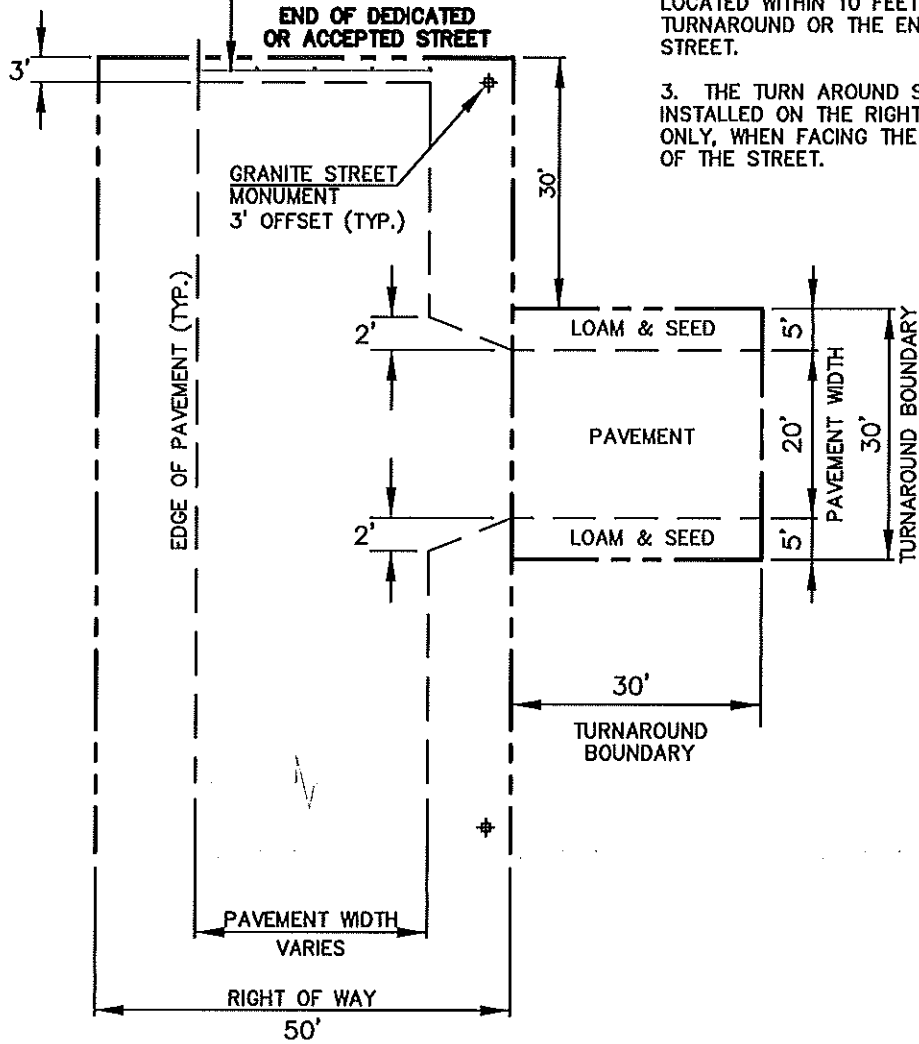 END OF DEDICATED
OR ACCEPTED STREET
LOCATED WITHIN 10 FEET
TURNAROUND OR THE EN
STREET.
3. THE TURN AROUND S
INSTALLED ON THE RIGHT
ONLY, WHEN FACING THE
OF THE STREET.
3'
GRANITE STREET
MONUMENT
3' OFFSET (TYP.)
30'
EDGE OF PAVEMENT (TYP.)
2'
LOAM & SEED
5'
PAVEMENT
20'
PAVEMENT WIDTH
30'
TURNAROUND BOUNDARY
2'
LOAM & SEED
5'
30'
TURNAROUND
BOUNDARY
PAVEMENT WIDTH
VARIES
RIGHT OF WAY
50'